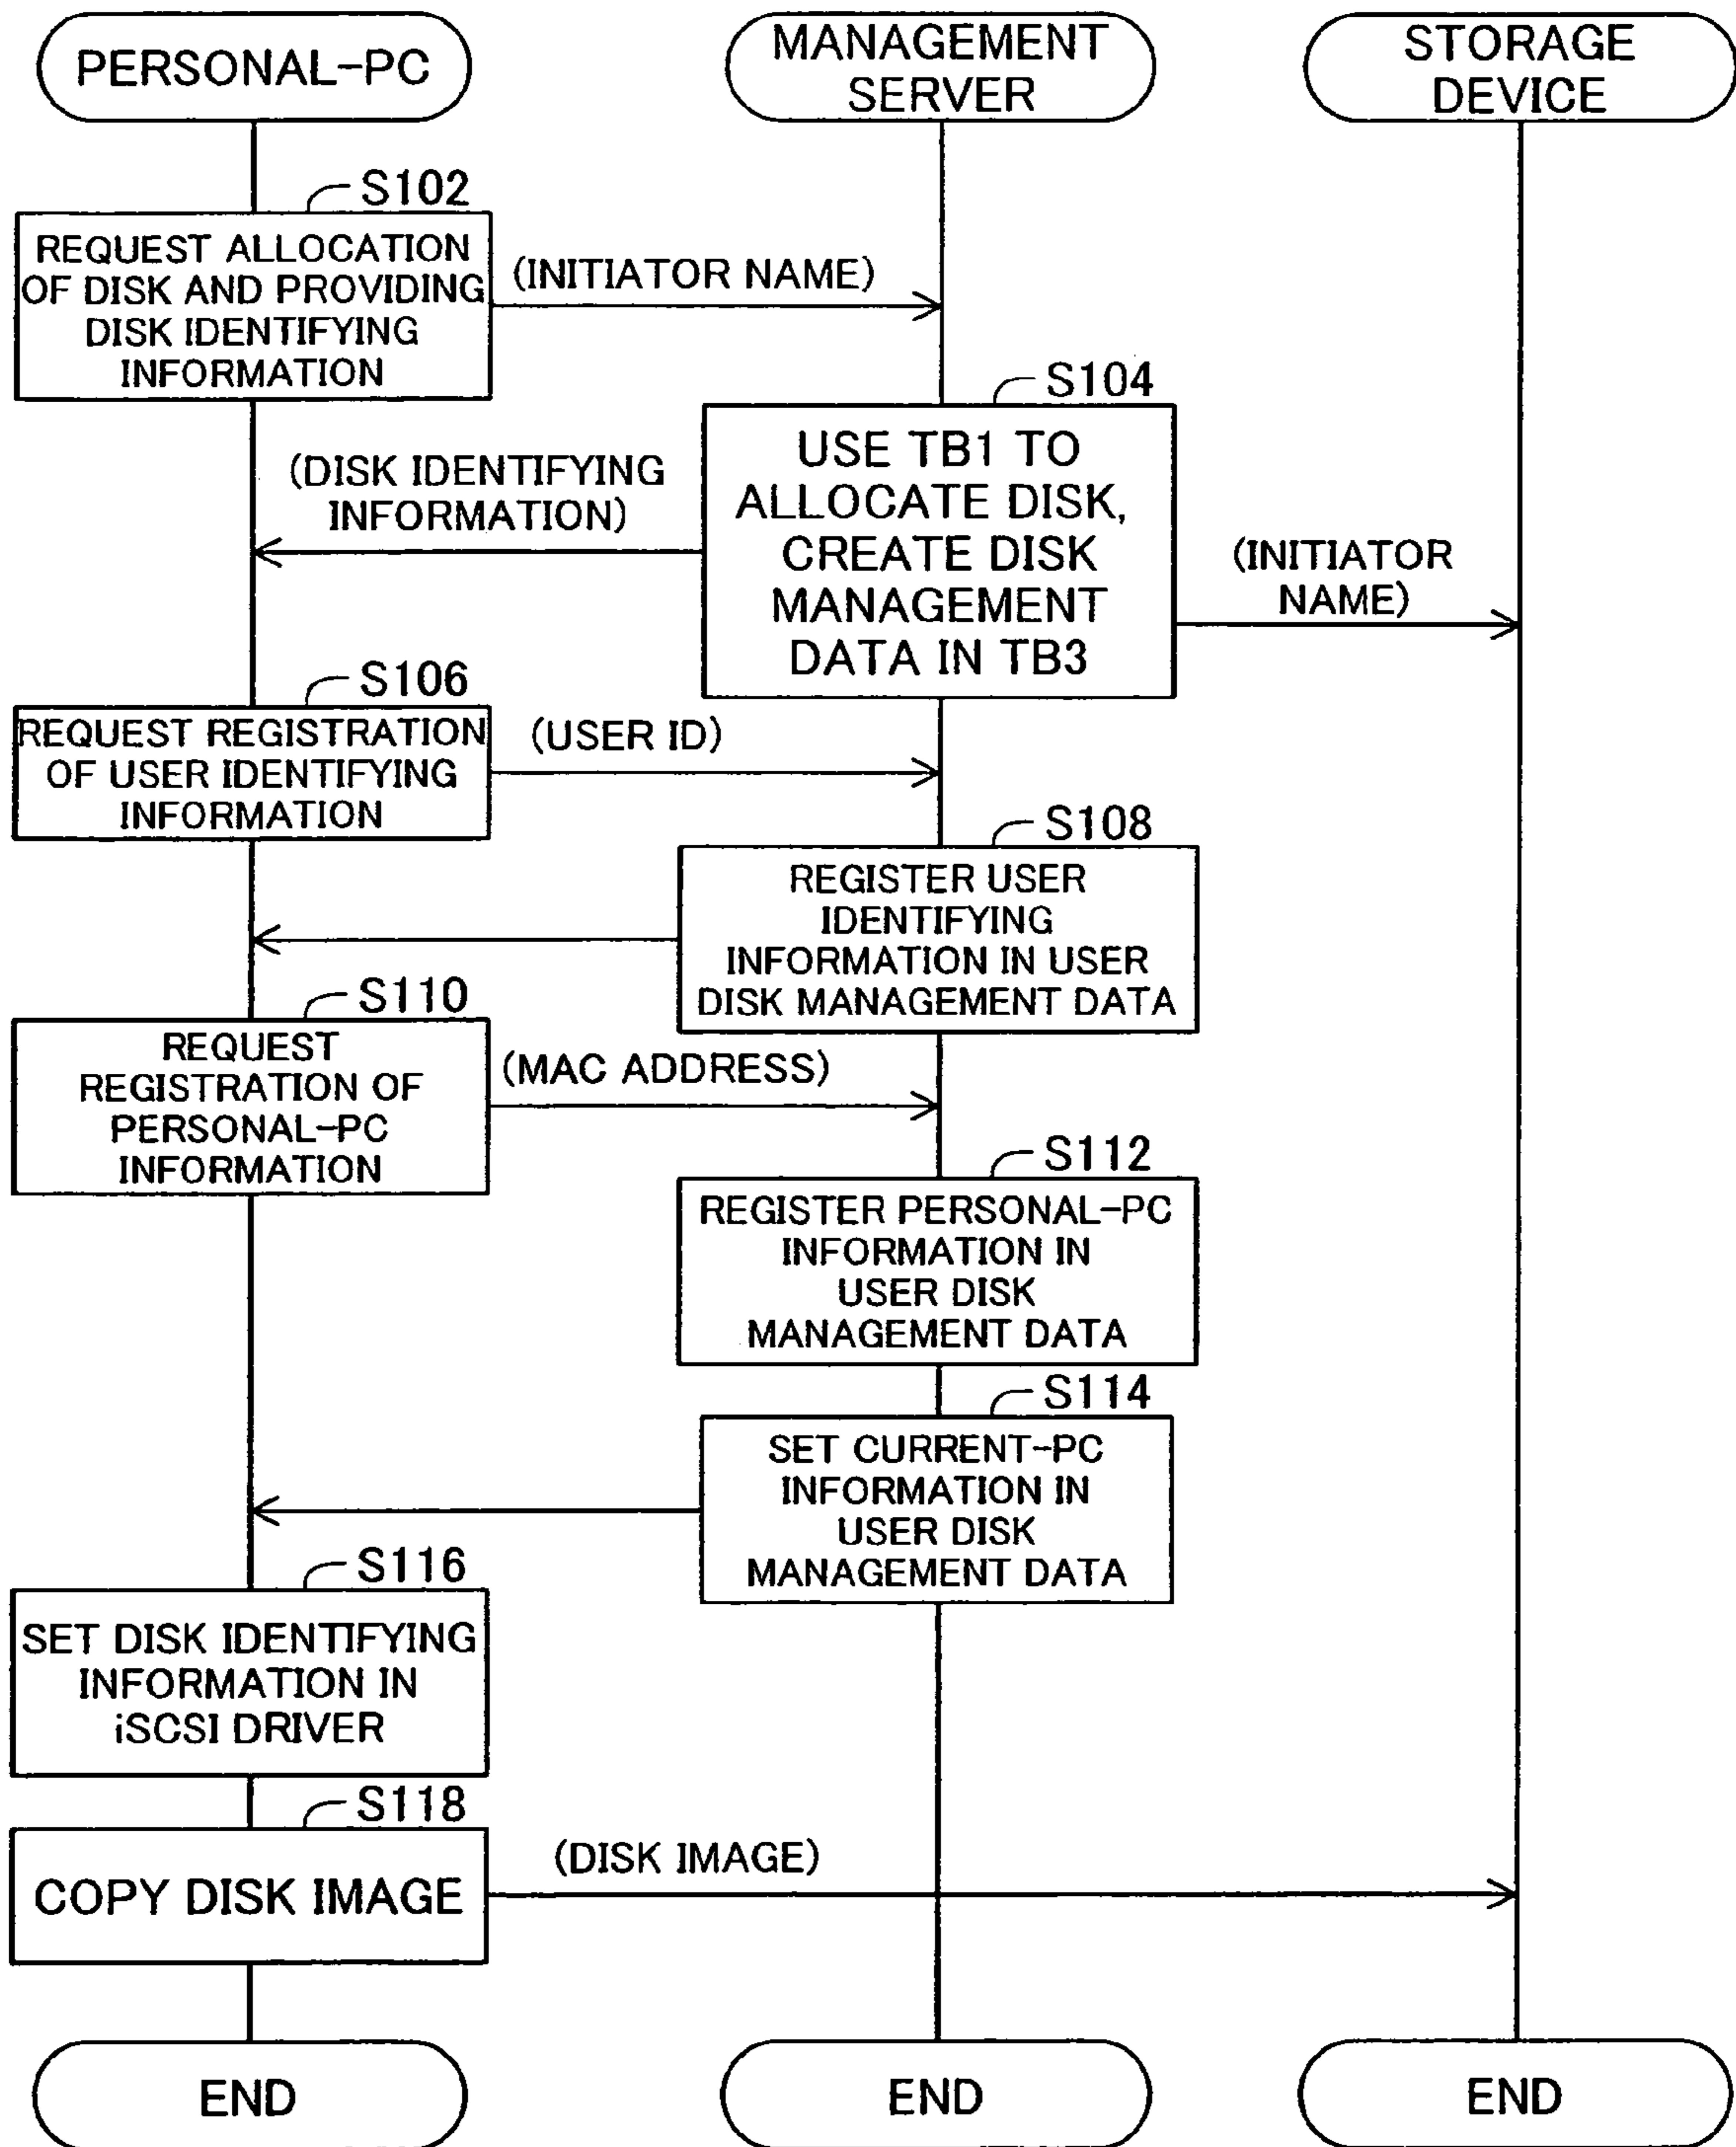 PERSONAL-PC
MANAGEMENT
SERVER
STORAGE
DEVICE
S102
REQUEST ALLOCATION
OF DISK AND PROVIDING
DISK IDENTIFYING
INFORMATION
(INITIATOR NAME)
S104
USE TB1 TO
ALLOCATE DISK,
CREATE DISK
MANAGEMENT
DATA IN TB3
(DISK IDENTIFYING
INFORMATION)
(INITIATOR
NAME)
S106
REQUEST REGISTRATION
OF USER IDENTIFYING
INFORMATION
(USER ID)
S108
REGISTER USER
IDENTIFYING
INFORMATION IN USER
DISK MANAGEMENT DATA
S110
REQUEST
REGISTRATION OF
PERSONAL-PC
INFORMATION
(MAC ADDRESS)
S112
REGISTER PERSONAL-PC
INFORMATION IN
USER DISK
MANAGEMENT DATA
S114
SET CURRENT-PC
INFORMATION IN
USER DISK
MANAGEMENT DATA
S116
SET DISK IDENTIFYING
INFORMATION IN
iSCSI DRIVER
S118
COPY DISK IMAGE
(DISK IMAGE)
END
END
END